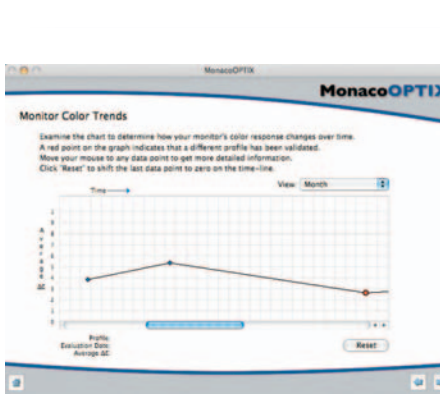 MonacoOPTIX
MonacoOPTIX
Monitor Color Trends
Examine the chart to determine how your monitor's color response changes over time.
A red point on the graph indicates that a different profile has been validated.
Move your mouse to any data point to get more detailed information.
Click "Reset" to shift the last data point to zero on the time-line.
Time
View: Month
Average ΔE
Profile:
Evaluation Date:
Average ΔE:
Reset